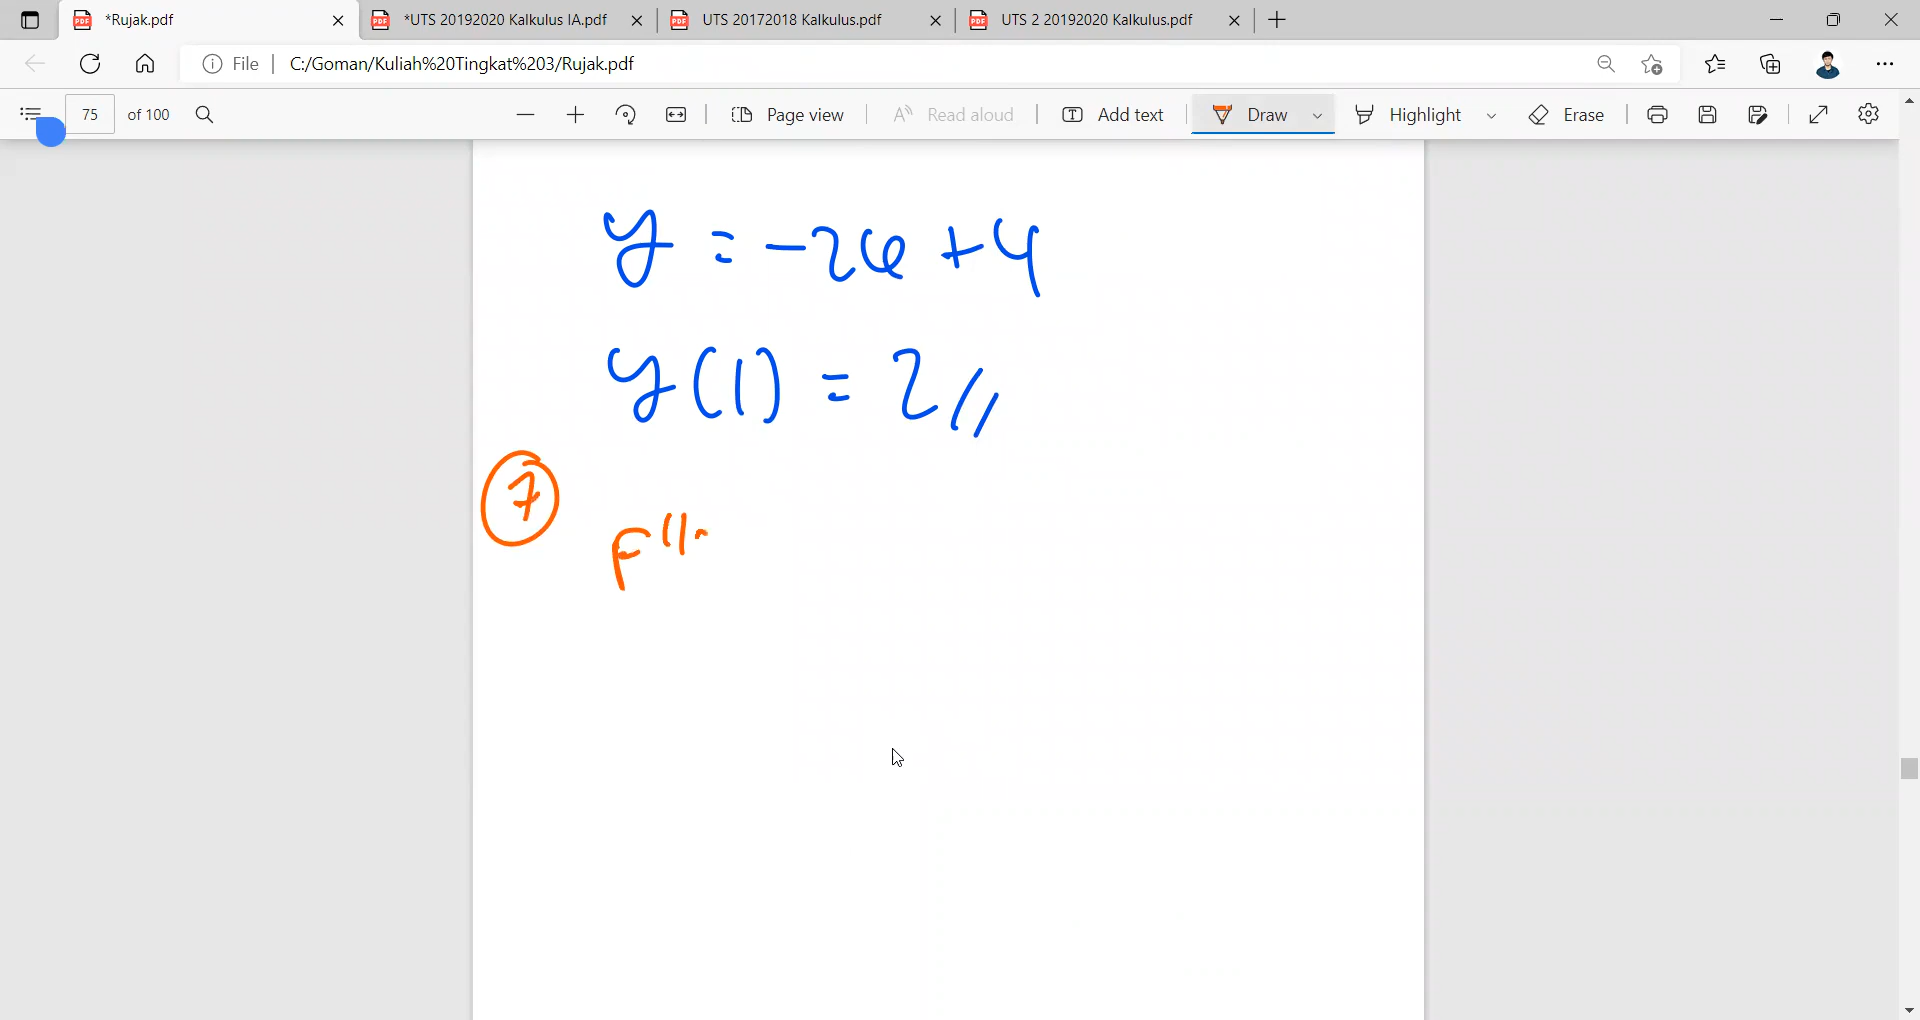 *Rujak.pdf
*UTS 20192020 Kalkulus IA.pdf
UTS 20172018 Kalkulus.pdf
UTS 2 20192020 Kalkulus.pdf
File
C:/Goman/Kuliah%20Tingkat%203/Rujak.pdf
75 of 100
Page view
Read aloud
Add text
Draw
Highlight
Erase
y = -2x + 4
y(1) = 2 //
7